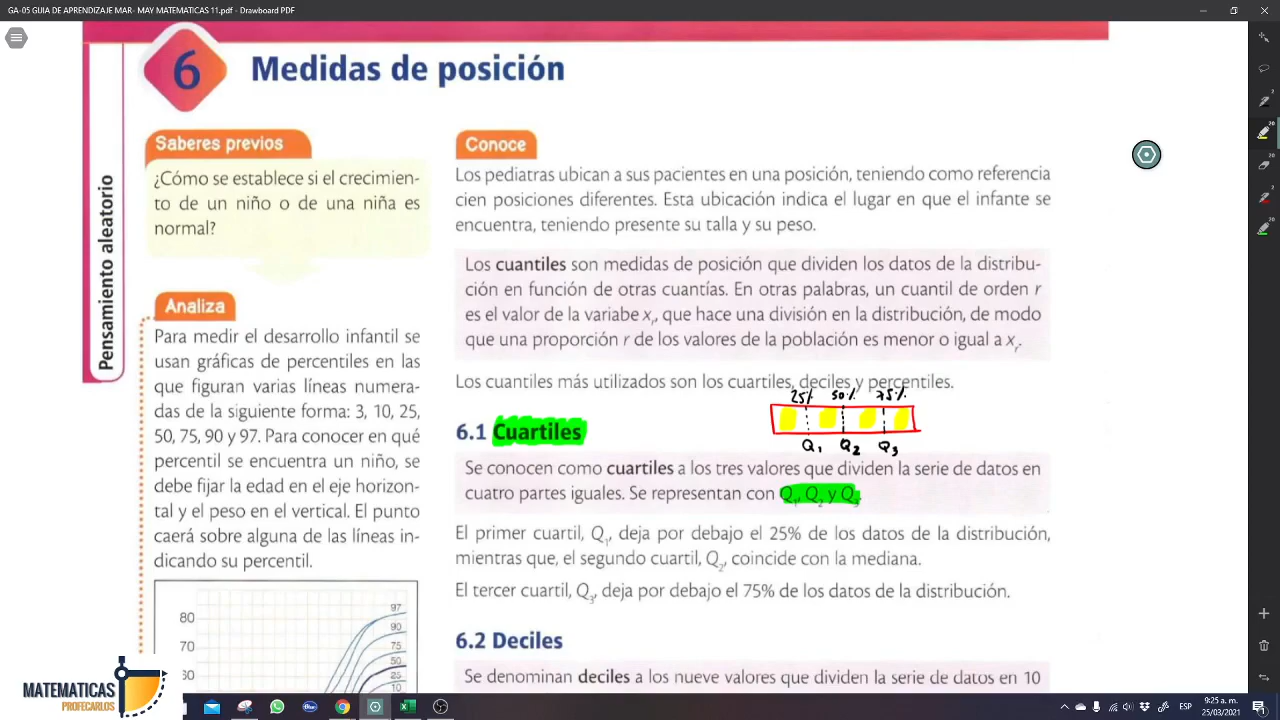 GA-05 GUIA DE APRENDIZAJE MAR- MAY MATEMATICAS 11.pdf - Drawboard PDF
6 Medidas de posición
Pensamiento aleatorio
Saberes previos
¿Cómo se establece si el crecimien-
to de un niño o de una niña es
normal?
Analiza
Para medir el desarrollo infantil se
usan gráficas de percentiles en las
que figuran varias líneas numera-
das de la siguiente forma: 3, 10, 25,
50, 75, 90 y 97. Para conocer en qué
percentil se encuentra un niño, se
debe fijar la edad en el eje horizon-
tal y el peso en el vertical. El punto
caerá sobre alguna de las líneas in-
dicando su percentil.
80
70
60
97
90
75
50
25
10
Conoce
Los pediatras ubican a sus pacientes en una posición, teniendo como referencia
cien posiciones diferentes. Esta ubicación indica el lugar en que el infante se
encuentra, teniendo presente su talla y su peso.
Los cuantiles son medidas de posición que dividen los datos de la distribu-
ción en función de otras cuantías. En otras palabras, un cuantil de orden r
es el valor de la variabe xr, que hace una división en la distribución, de modo
que una proporción r de los valores de la población es menor o igual a xr.
Los cuantiles más utilizados son los cuartiles, deciles y percentiles.
25% 50% 75%
Q1 Q2 Q3
6.1 Cuartiles
Se conocen como cuartiles a los tres valores que dividen la serie de datos en
cuatro partes iguales. Se representan con Q1, Q2 y Q3.
El primer cuartil, Q1, deja por debajo el 25% de los datos de la distribución,
mientras que, el segundo cuartil, Q2, coincide con la mediana.
El tercer cuartil, Q3, deja por debajo el 75% de los datos de la distribución.
6.2 Deciles
Se denominan deciles a los nueve valores que dividen la serie de datos en 10
MATEMATICAS
PROFECARLOS
ESP
9:25 a. m.
25/03/2021